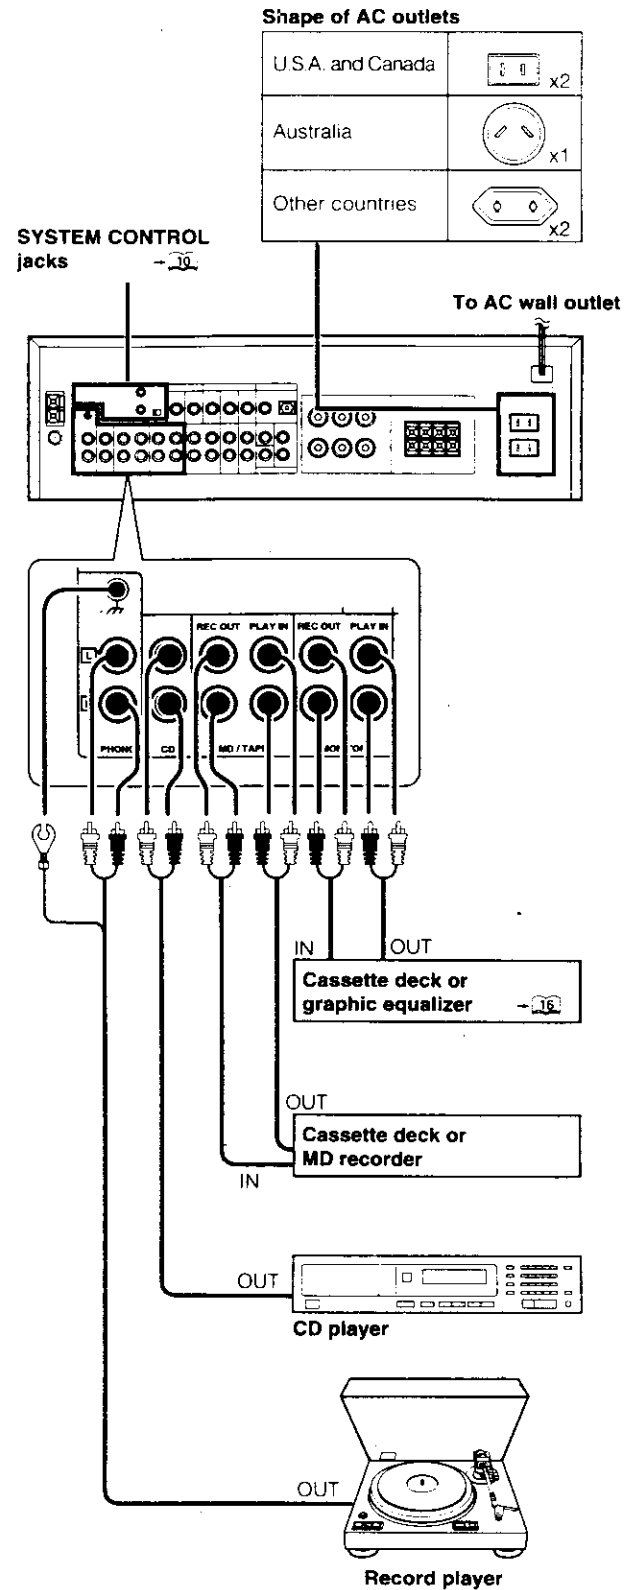 Shape of AC outlets
U.S.A. and Canada
x2
Australia
x1
Other countries
x2
SYSTEM CONTROL
jacks → 10
To AC wall outlet
REC OUT PLAY IN REC OUT PLAY IN
L
PHONO CD MD / TAPE
IN OUT
Cassette deck or
graphic equalizer → 16
OUT
Cassette deck or
MD recorder
IN
OUT
CD player
OUT
Record player